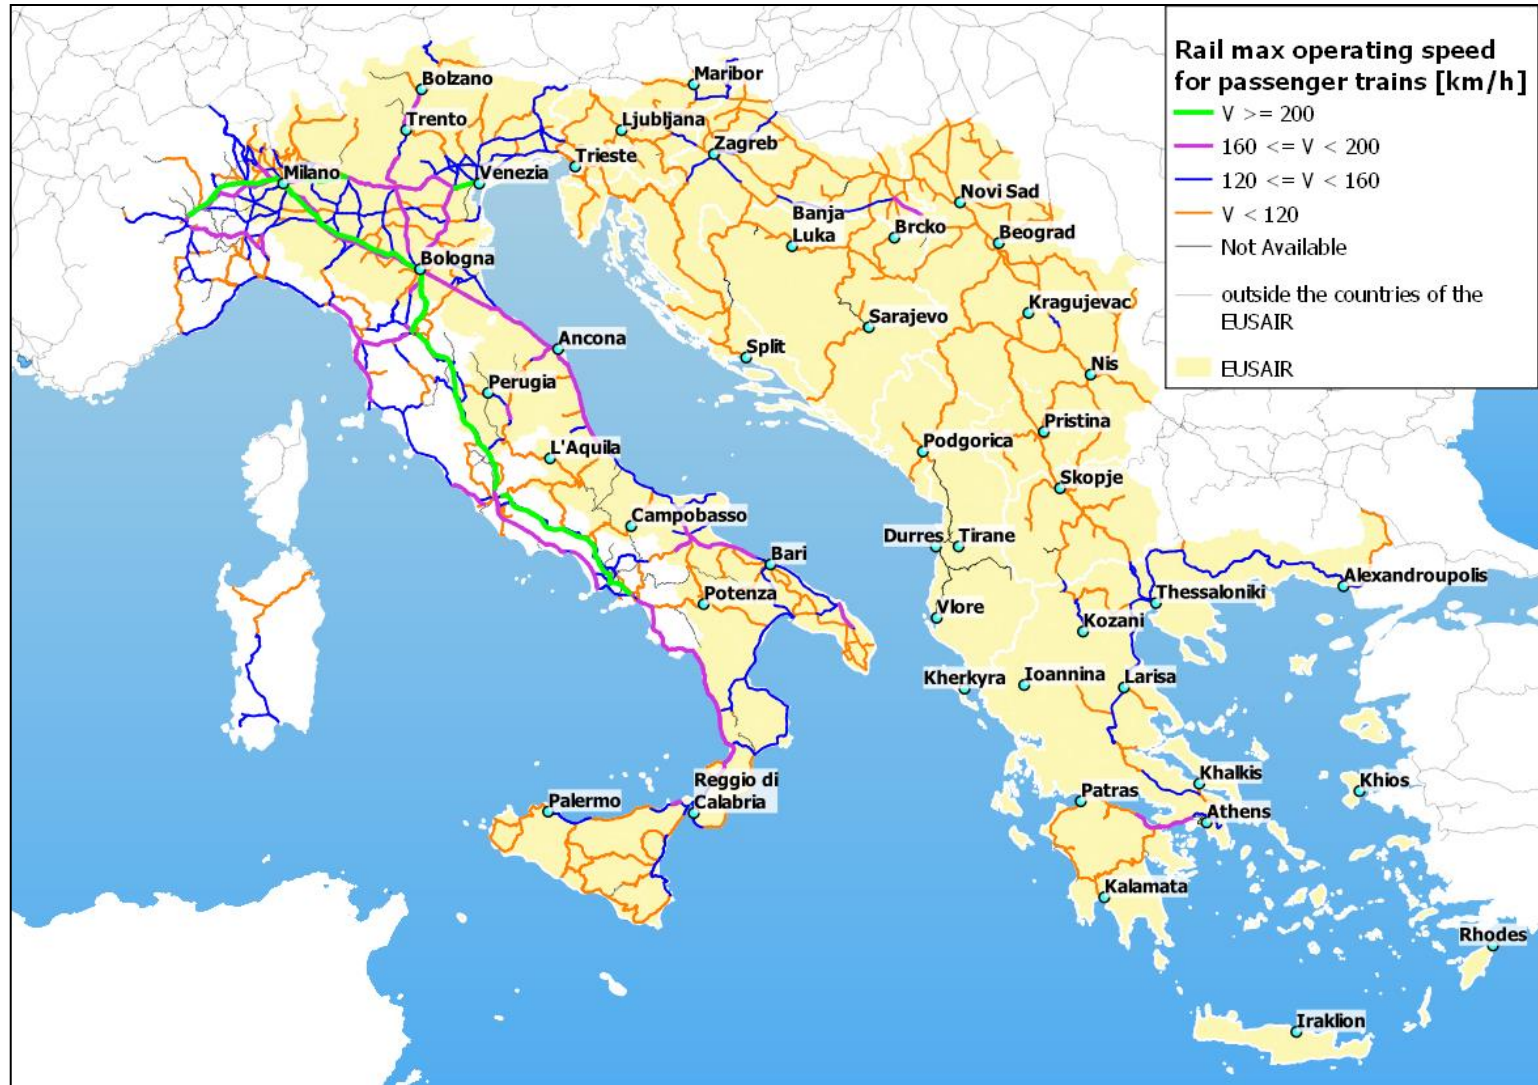 Rail max operating speed
for passenger trains [km/h]
V >= 200
160 <= V < 200
120 <= V < 160
V < 120
Not Available
outside the countries of the
EUSAIR
EUSAIR
Bolzano
Maribor
Trento
Ljubljana
Zagreb
Trieste
Milano
Venezia
Novi Sad
Banja
Luka
Brcko
Beograd
Bologna
Kragujevac
Sarajevo
Ancona
Split
Nis
Perugia
Pristina
Podgorica
L'Aquila
Skopje
Campobasso
Durres
Tirane
Bari
Alexandroupolis
Thessaloniki
Potenza
Vlore
Kozani
Kherkyra
Ioannina
Larisa
Reggio di
Calabria
Khalkis
Khios
Palermo
Patras
Athens
Kalamata
Rhodes
Iraklion